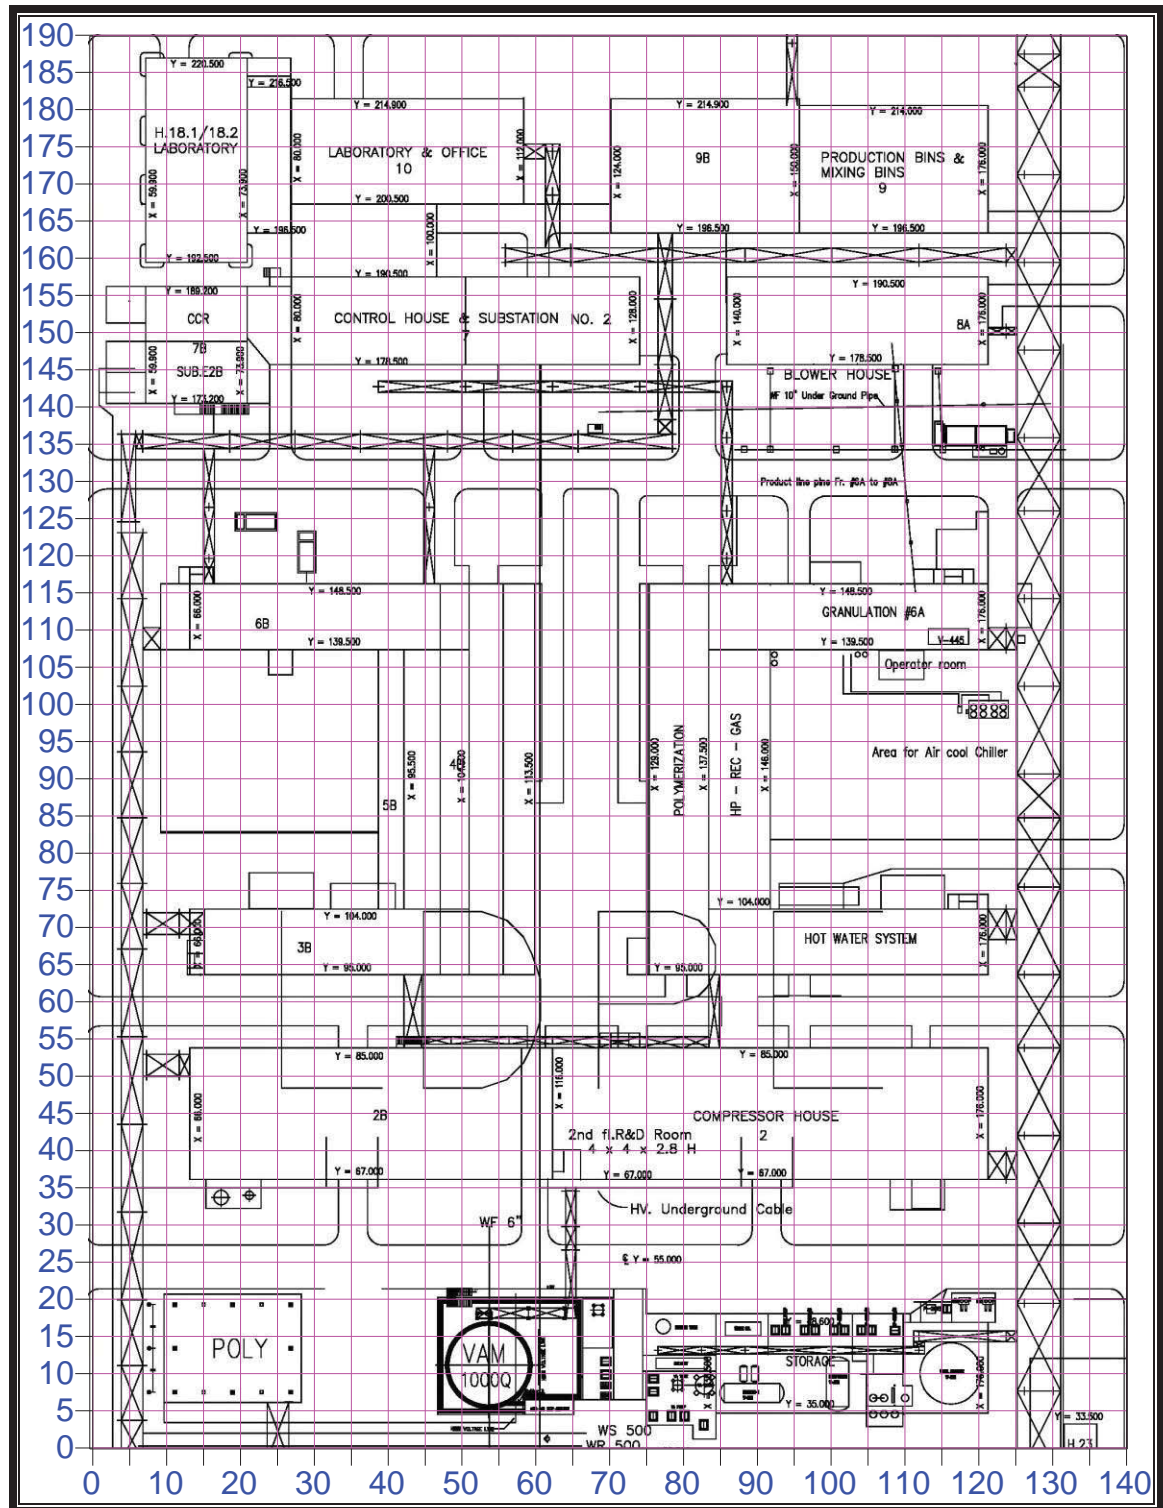 190
185
180
175
170
165
160
155
150
145
140
135
130
125
120
115
110
105
100
95
90
85
80
75
70
65
60
55
50
45
40
35
30
25
20
15
10
5
0
0 10 20 30 40 50 60 70 80 90 100 110 120 130 140
Y = 220.500
Y = 216.500
H.18.1/18.2
LABORATORY
X = 59.900
X = 73.900
Y = 196.500
Y = 192.500
Y = 214.900
X = 80.000
LABORATORY & OFFICE
10
X = 112.000
Y = 200.500
X = 100.000
Y = 214.900
X = 124.000
9B
X = 150.000
Y = 196.500
Y = 214.000
PRODUCTION BINS &
MIXING BINS
9
X = 176.000
Y = 196.500
Y = 189.200
CCR
7B
SUB.E2B
X = 59.900
X = 73.900
Y = 173.200
Y = 190.500
X = 80.000
CONTROL HOUSE & SUBSTATION NO. 2
7
X = 128.000
Y = 178.500
Y = 190.500
X = 140.000
8A
X = 176.000
Y = 178.500
BLOWER HOUSE
WF 10" Under Ground Pipe
Product line pipe Fr. #6A to #8A
Y = 148.500
X = 66.000
6B
Y = 139.500
Y = 148.500
GRANULATION #6A
X = 176.000
Y = 139.500
V-445
Operator room
Area for Air cool Chiller
X = 95.500
X = 113.500
5B
X = 129.000
POLYMERIZATION
X = 137.500
HP - REC - GAS
X = 146.000
Y = 104.000
3B
Y = 95.000
Y = 104.000
HOT WATER SYSTEM
X = 176.000
Y = 95.000
Y = 85.000
X = 66.000
2B
Y = 67.000
Y = 85.000
X = 116.000
COMPRESSOR HOUSE
2
2nd fl.R&D Room
4 x 4 x 2.8 H
X = 176.000
Y = 67.000
Y = 67.000
HV. Underground Cable
WF 6"
Y = 55.000
POLY
VAM
1000Q
STORAGE
Y = 35.000
X = 176.000
WS 500
WR 500
Y = 33.500
H.23